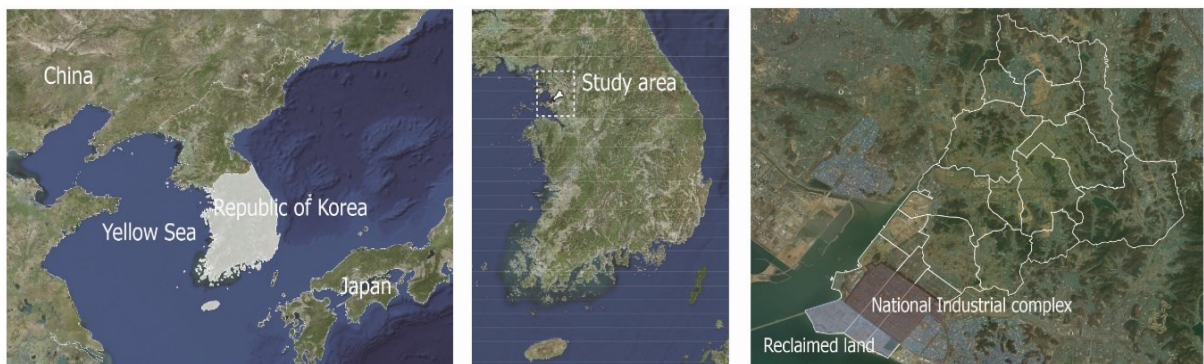 China
Republic of Korea
Yellow Sea
Japan
Study area
National Industrial complex
Reclaimed land